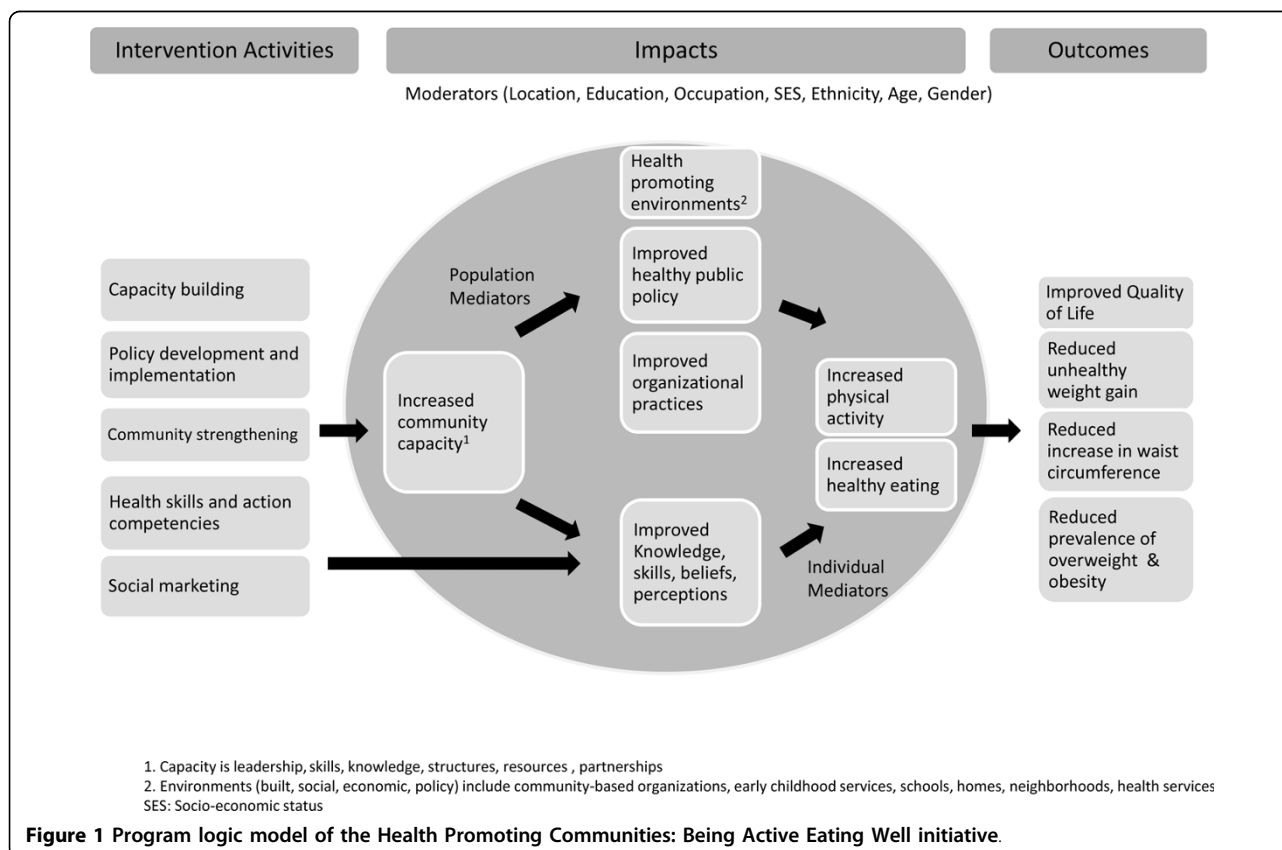 Intervention Activities
Impacts
Outcomes
Moderators (Location, Education, Occupation, SES, Ethnicity, Age, Gender)
Capacity building
Policy development and
implementation
Community strengthening
Health skills and action
competencies
Social marketing
Increased
community
capacity1
Population
Mediators
Health
promoting
environments2
Improved
healthy public
policy
Improved
organizational
practices
Improved
Knowledge,
skills, beliefs,
perceptions
Increased
physical
activity
Increased
healthy eating
Individual
Mediators
Improved Quality
of Life
Reduced
unhealthy
weight gain
Reduced
increase in waist
circumference
Reduced
prevalence of
overweight &
obesity
1. Capacity is leadership, skills, knowledge, structures, resources , partnerships
2. Environments (built, social, economic, policy) include community-based organizations, early childhood services, schools, homes, neighborhoods, health services
SES: Socio-economic status
Figure 1 Program logic model of the Health Promoting Communities: Being Active Eating Well initiative.